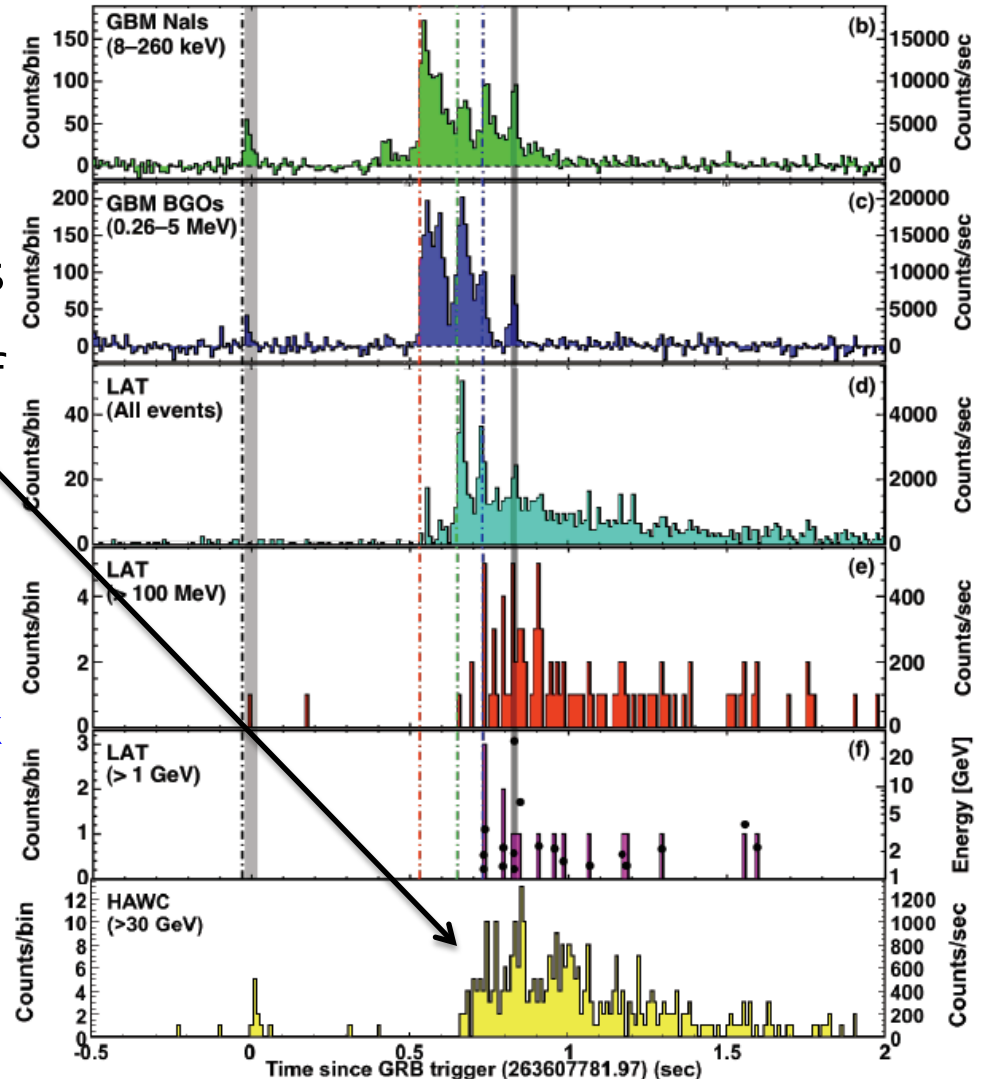 GBM NaIs
(8–260 keV)
(b)
Counts/bin
150
100
50
0
15000
10000
5000
0
Counts/sec
GBM BGOs
(0.26–5 MeV)
(c)
Counts/bin
200
150
100
50
0
20000
15000
10000
5000
0
Counts/sec
LAT
(All events)
(d)
Counts/bin
40
20
0
4000
2000
0
Counts/sec
LAT
(> 100 MeV)
(e)
Counts/bin
4
2
0
400
200
0
Counts/sec
LAT
(> 1 GeV)
(f)
Counts/bin
3
2
1
0
20
10
5
2
1
Energy [GeV]
HAWC
(>30 GeV)
Counts/bin
12
10
8
6
4
2
0
1200
1000
800
600
400
200
0
Counts/sec
-0.5 0 0.5 1 1.5 2
Time since GRB trigger (263607781.97) (sec)